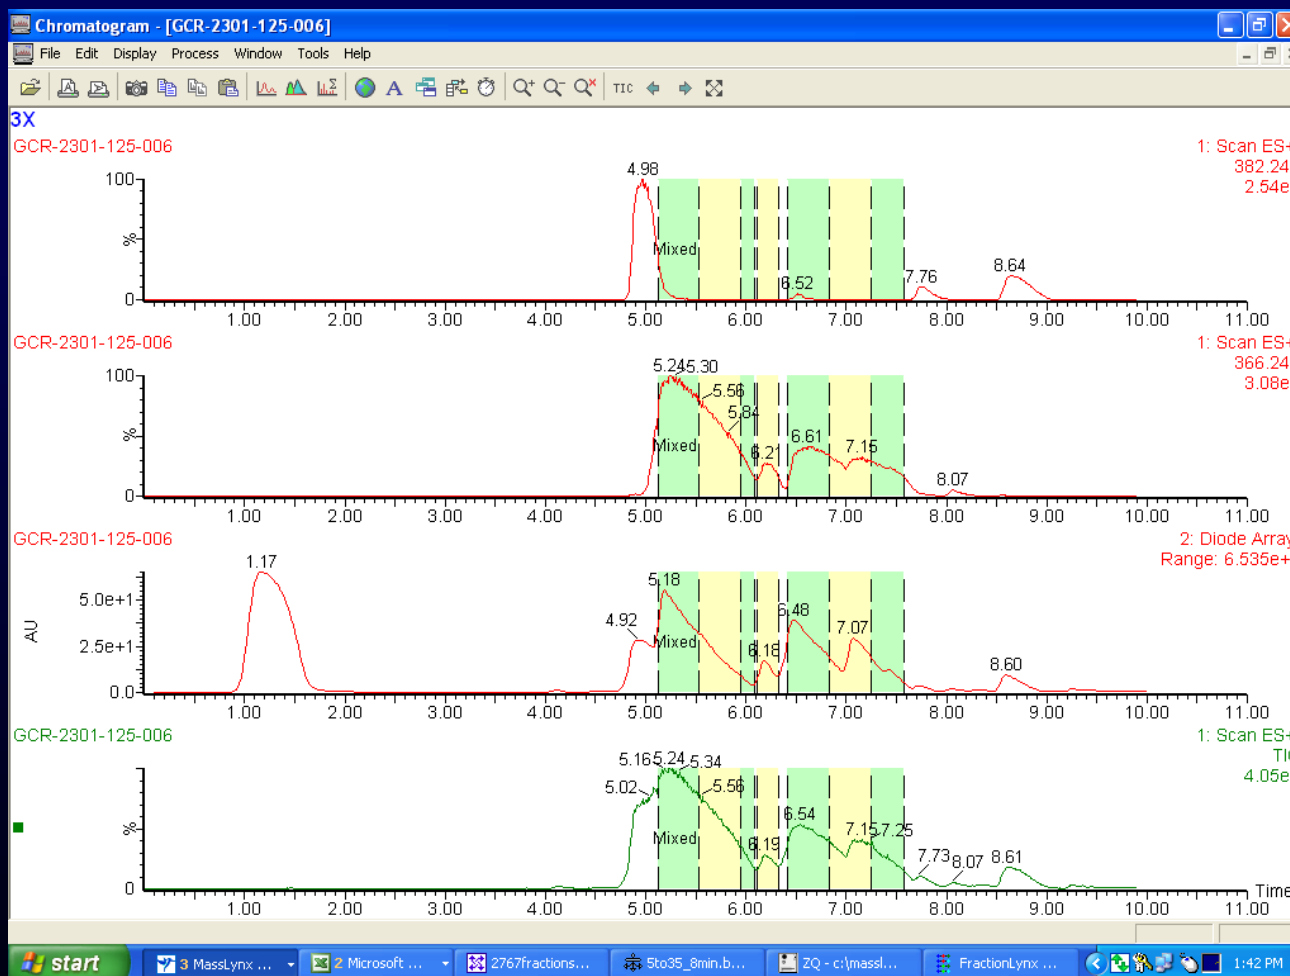 Chromatogram - [GCR-2301-125-006]
File Edit Display Process Window Tools Help
TIC
3X
GCR-2301-125-006
1: Scan ES+
382.24
2.54e
4.98
100
%
Mixed
6.52
7.76
8.64
0
1.00 2.00 3.00 4.00 5.00 6.00 7.00 8.00 9.00 10.00 11.00
GCR-2301-125-006
1: Scan ES+
366.24
3.08e
100
5.24 5.30
5.56
5.84
%
Mixed
6.21
6.61
7.15
8.07
0
1.00 2.00 3.00 4.00 5.00 6.00 7.00 8.00 9.00 10.00 11.00
GCR-2301-125-006
2: Diode Array
Range: 6.535e+
1.17
5.18
5.0e+1
4.92
6.48
7.07
AU
2.5e+1
Mixed
6.18
8.60
0.0
1.00 2.00 3.00 4.00 5.00 6.00 7.00 8.00 9.00 10.00 11.00
GCR-2301-125-006
1: Scan ES+
TIC
4.05e
5.16 5.24 5.34
5.02
5.56
%
Mixed
6.19
6.54
7.15 7.25
7.73 8.07 8.61
0
Time
1.00 2.00 3.00 4.00 5.00 6.00 7.00 8.00 9.00 10.00 11.00
start
3 MassLynx ...
2 Microsoft ...
2767fractions...
5to35_8min.b...
ZQ - c:\massl...
FractionLynx ...
1:42 PM